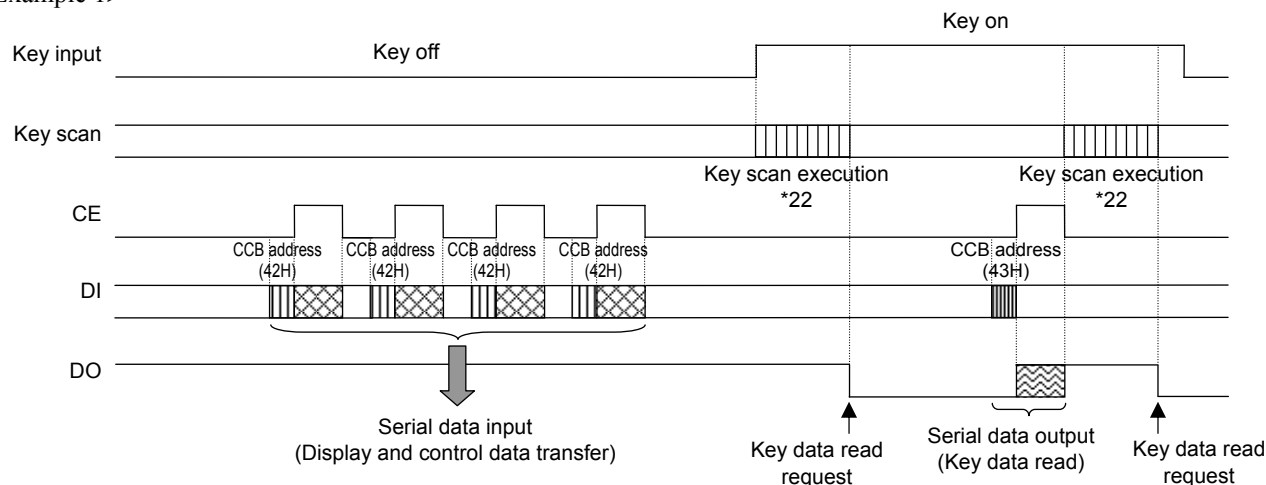 Example 1
Key on
Key input
Key off
Key scan
Key scan execution
*22
Key scan execution
*22
CE
CCB address
(42H)
CCB address
(42H)
CCB address
(42H)
CCB address
(42H)
CCB address
(43H)
DI
DO
Serial data input
(Display and control data transfer)
Key data read
request
Serial data output
(Key data read)
Key data read
request